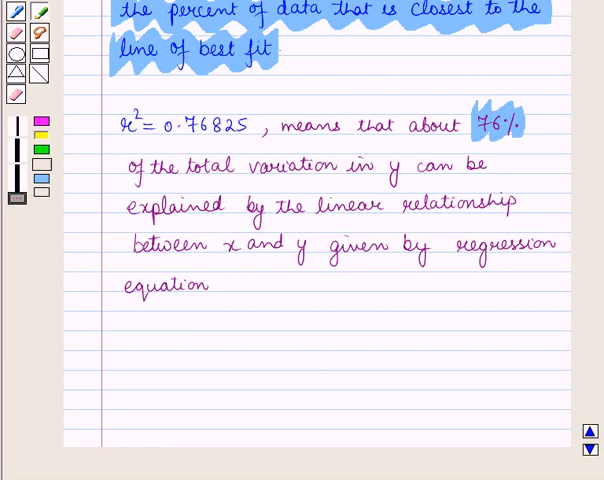 the percent of data that is closest to the
line of best fit.
r²= 0.76825 , means that about 76%
of the total variation in y can be
explained by the linear relationship
between x and y given by regression
equation